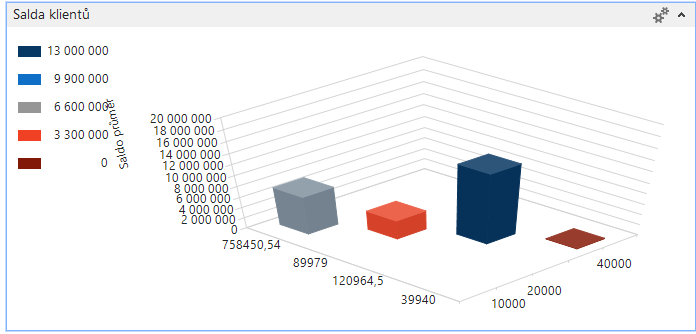 Salda klientů
13 000 000
9 900 000
6 600 000
3 300 000
0
Saldo průměr
20 000 000
18 000 000
16 000 000
14 000 000
12 000 000
10 000 000
8 000 000
6 000 000
4 000 000
2 000 000
0
758450,54
89979
120964,5
39940
10000
20000
40000